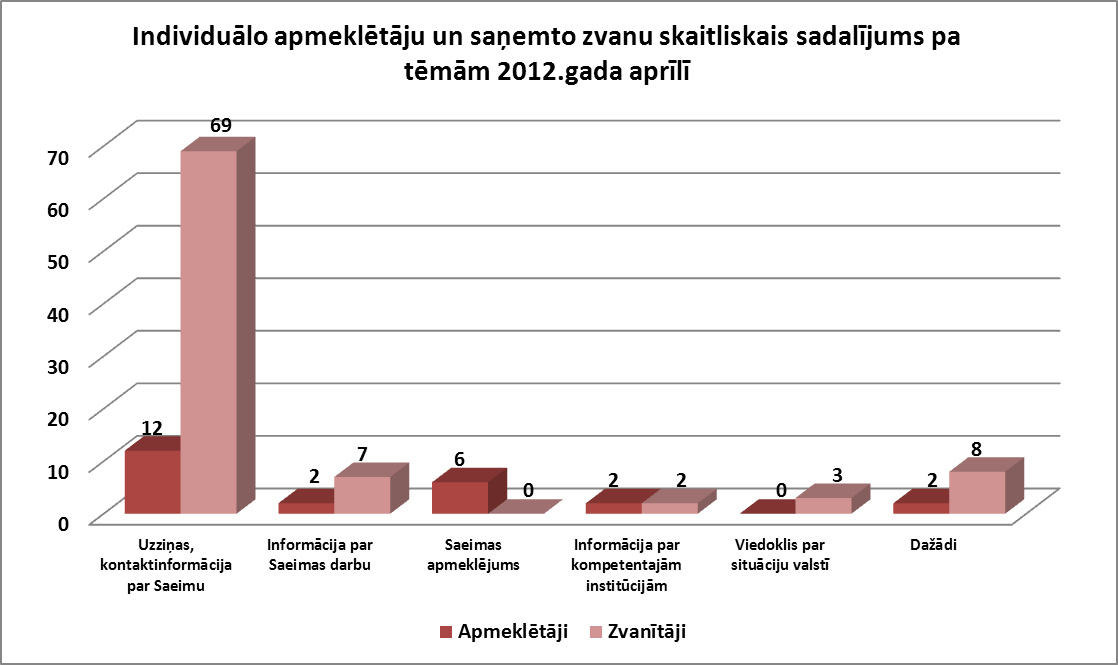 Individuālo apmeklētāju un saņemto zvanu skaitliskais sadalījums pa
tēmām 2012.gada aprīlī
70
60
50
40
30
20
10
0
12
69
2
7
6
0
2
2
0
3
2
8
Uzziņas,
kontaktinformācija
par Saeimu
Informācija par
Saeimas darbu
Saeimas
apmeklējums
Informācija par
kompetentajām
institūcijām
Viedoklis par
situāciju valstī
Dažādi
Apmeklētāji
Zvanītāji